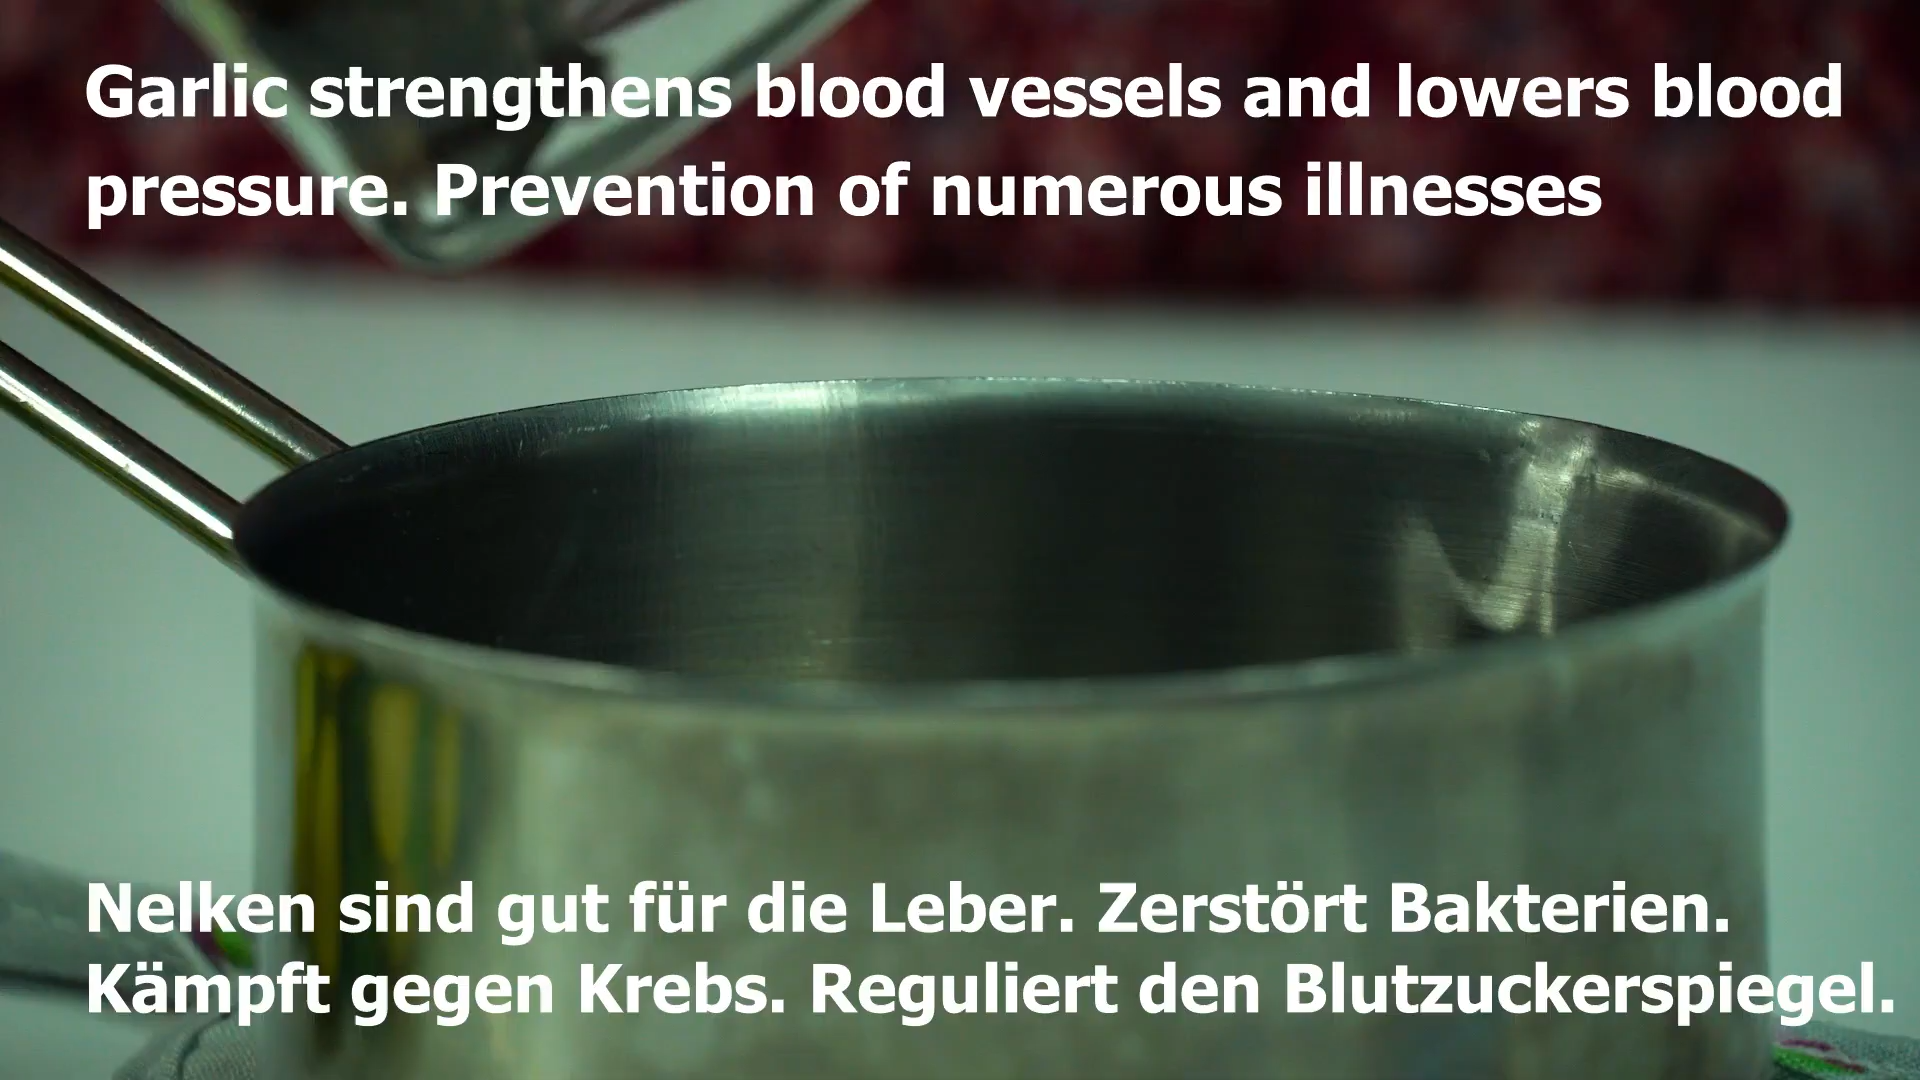 Garlic strengthens blood vessels and lowers blood
pressure. Prevention of numerous illnesses
Nelken sind gut für die Leber. Zerstört Bakterien.
Kämpft gegen Krebs. Reguliert den Blutzuckerspiegel.